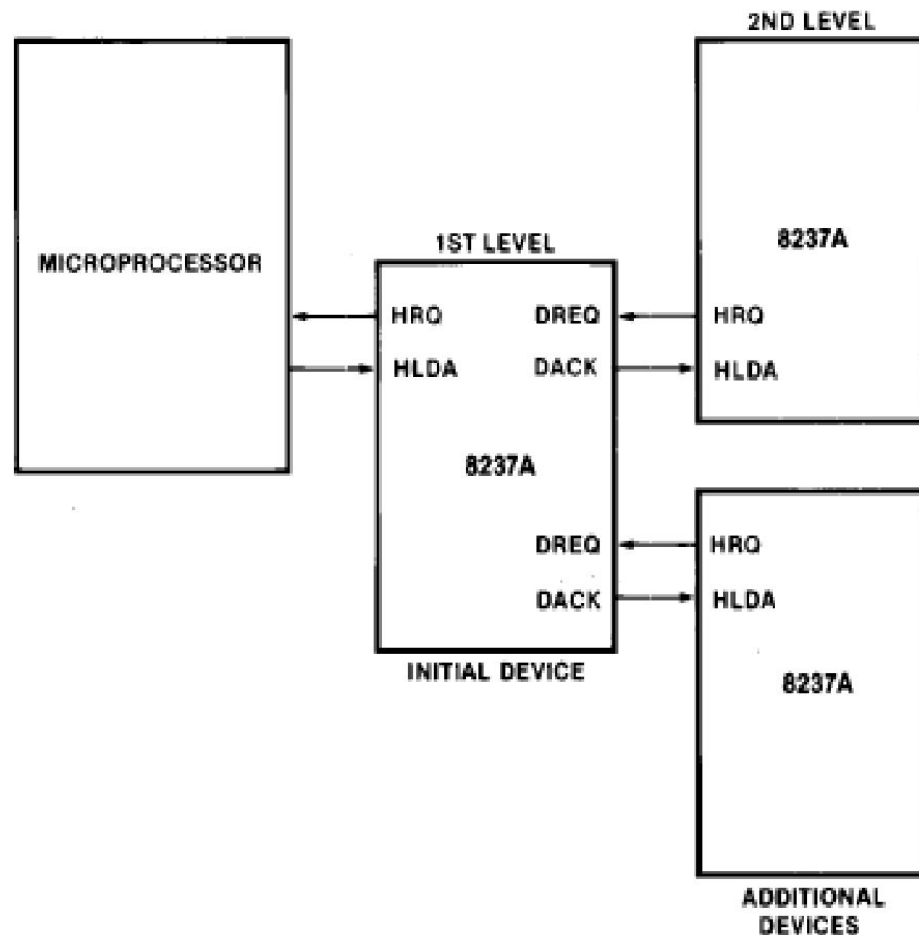 2ND LEVEL
8237A
HRQ
HLDA
MICROPROCESSOR
1ST LEVEL
HRQ
DREQ
HLDA
DACK
8237A
DREQ
DACK
INITIAL DEVICE
HRQ
HLDA
8237A
ADDITIONAL
DEVICES